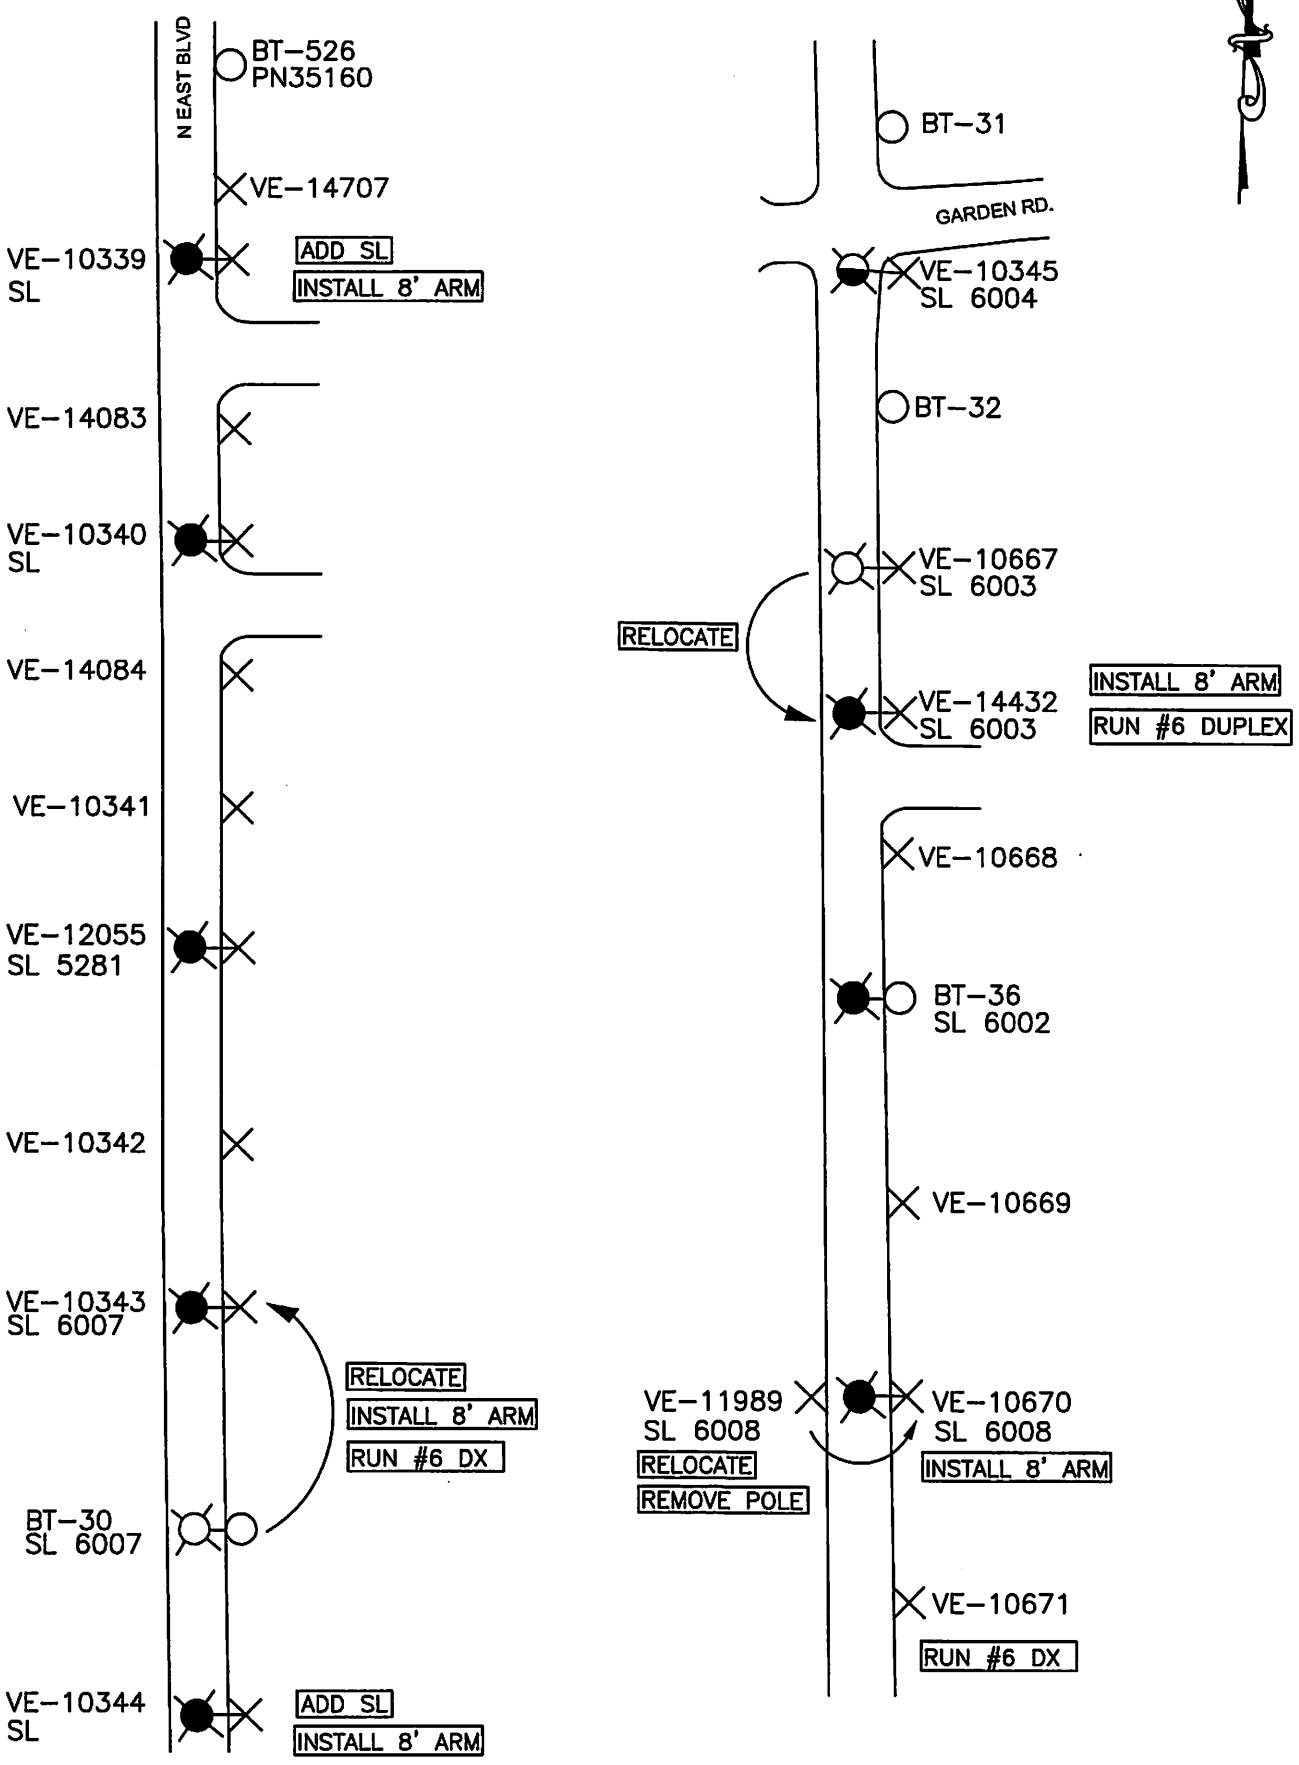 N EAST BLVD
BT-526
PN35160
VE-14707
VE-10339
SL
ADD SL
INSTALL 8' ARM
VE-14083
VE-10340
SL
VE-14084
VE-10341
VE-12055
SL 5281
VE-10342
VE-10343
SL 6007
RELOCATE
INSTALL 8' ARM
RUN #6 DX
BT-30
SL 6007
VE-10344
SL
ADD SL
INSTALL 8' ARM
BT-31
GARDEN RD.
VE-10345
SL 6004
BT-32
VE-10667
SL 6003
RELOCATE
VE-14432
SL 6003
INSTALL 8' ARM
RUN #6 DUPLEX
VE-10668
BT-36
SL 6002
VE-10669
VE-11989
SL 6008
RELOCATE
REMOVE POLE
VE-10670
SL 6008
INSTALL 8' ARM
VE-10671
RUN #6 DX